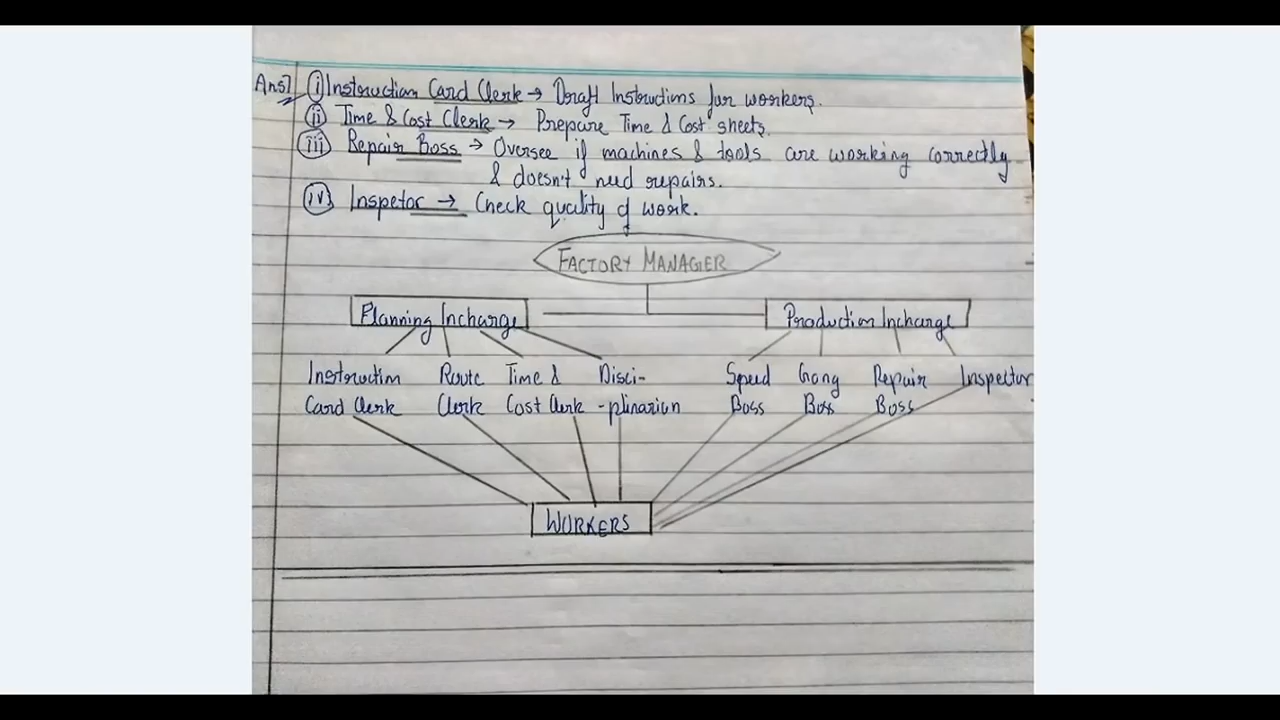 Ans7 (i) Instruction Card Clerk → Draft Instructions for workers.
(ii) Time & Cost Clerk → Prepare Time & Cost sheets.
(iii) Repair Boss → Oversee if machines & tools are working correctly
& doesn't need repairs.
(iv) Inspetor → Check quality of work.
FACTORY MANAGER
Planning Incharge Production Incharge
Instruction Route Time & Disci- Speed Gang Repair Inspector
Card Clerk Clerk Cost Clerk -plinarian Boss Boss Boss
WORKERS